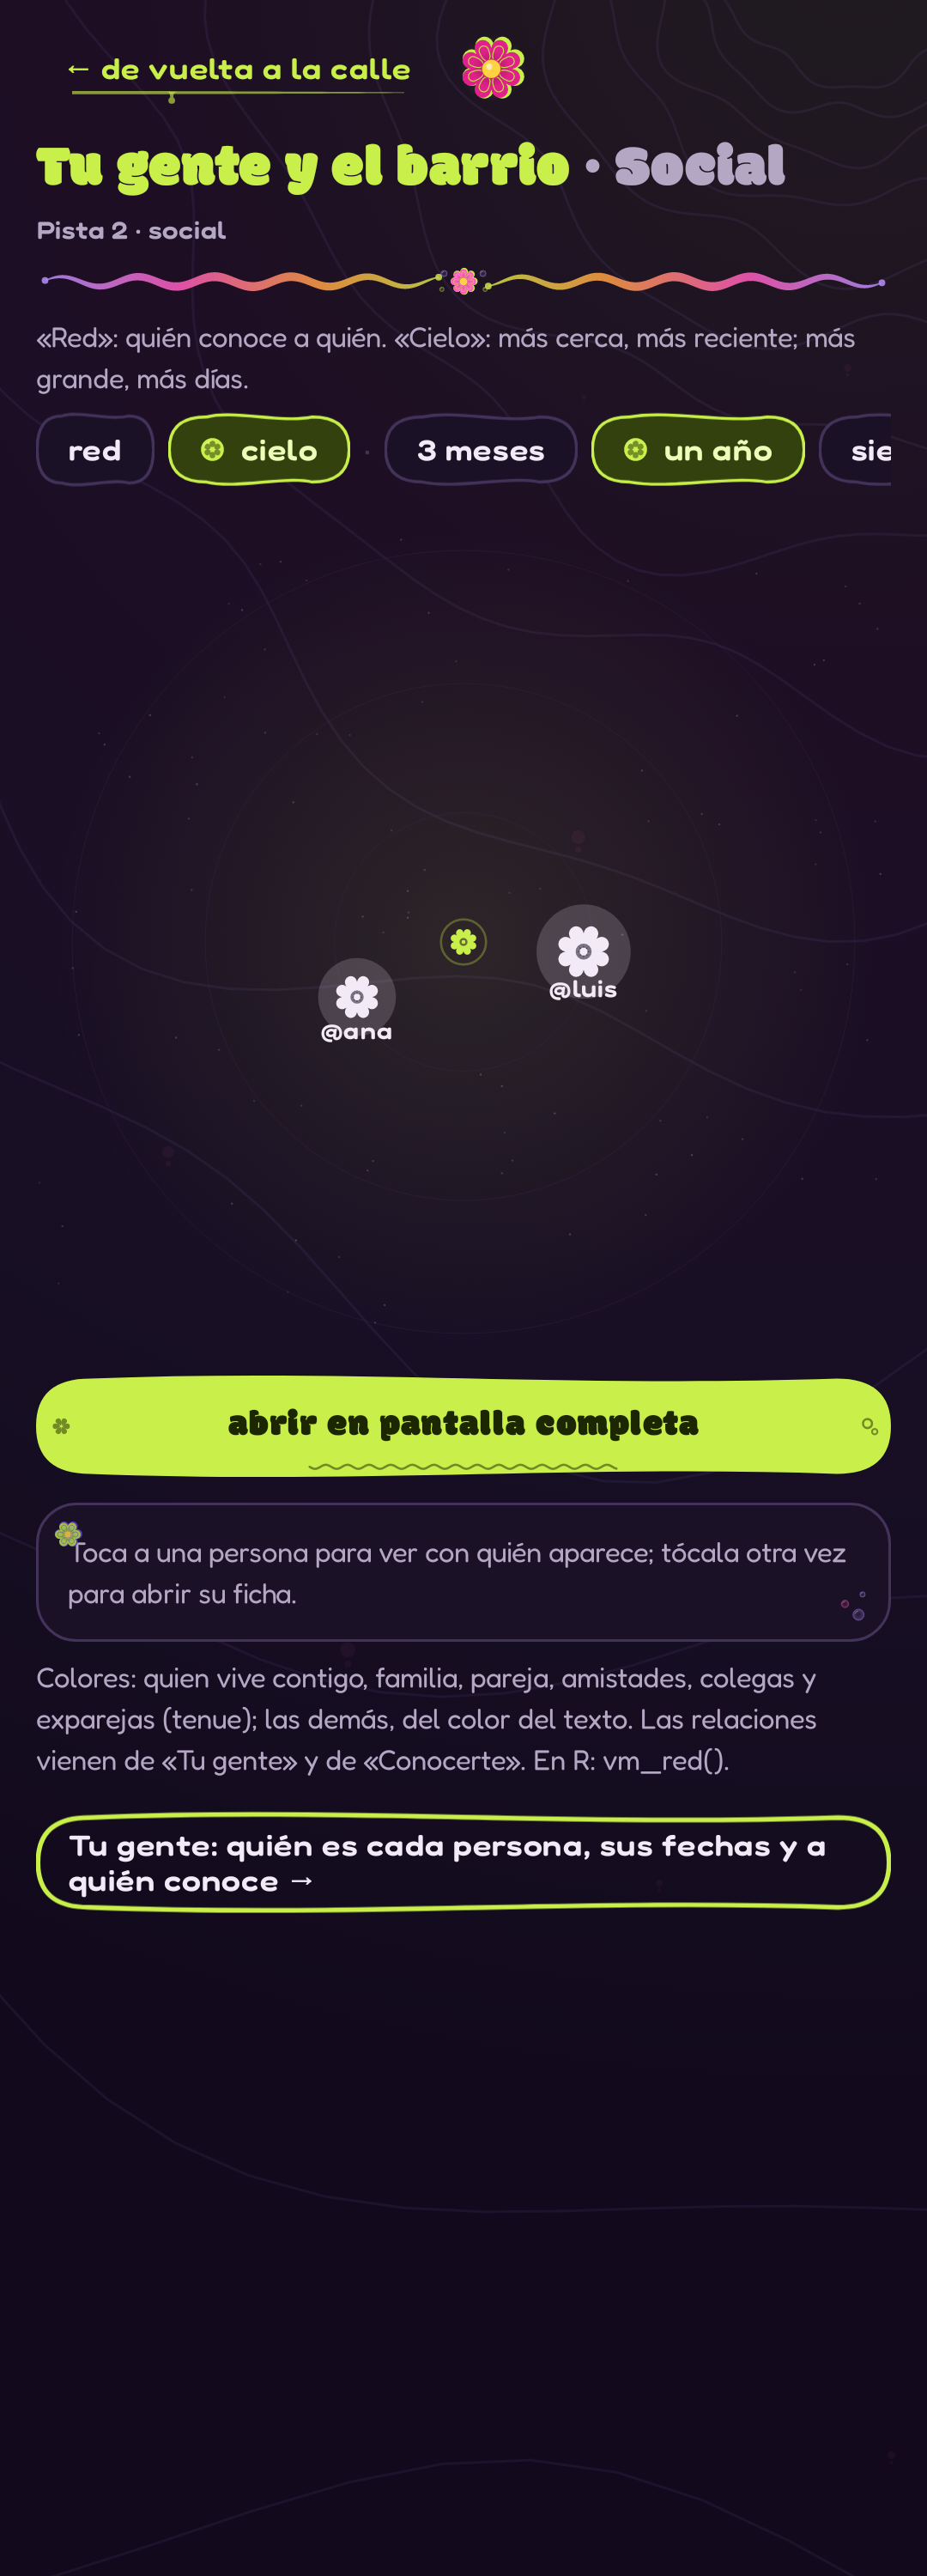 ← de vuelta a la calle
Tu gente y el barrio · Social
Pista 2 · social
«Red»: quién conoce a quién. «Cielo»: más cerca, más reciente; más
grande, más días.
red cielo · 3 meses un año
@luis
@ana
abrir en pantalla completa
Toca a una persona para ver con quién aparece; tócala otra vez
para abrir su ficha.
Colores: quien vive contigo, familia, pareja, amistades, colegas y
exparejas (tenue); las demás, del color del texto. Las relaciones
vienen de «Tu gente» y de «Conocerte». En R: vm_red().
Tu gente: quién es cada persona, sus fechas y a
quién conoce →